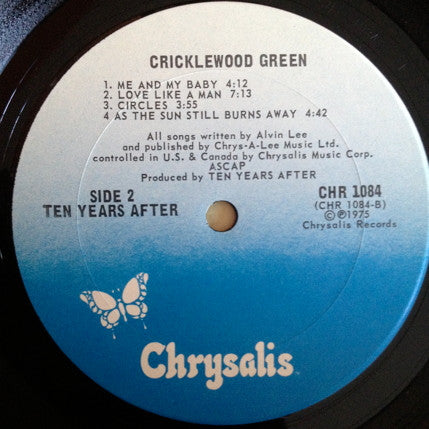 CRICKLEWOOD GREEN
1. ME AND MY BABY 4:12
2. LOVE LIKE A MAN 7:13
3. CIRCLES 3:55
4 AS THE SUN STILL BURNS AWAY 4:42
All songs written by Alvin Lee
and published by Chrys-A-Lee Music Ltd.
controlled in U.S. & Canada by Chrysalis Music Corp.
ASCAP
Produced by TEN YEARS AFTER
SIDE 2
TEN YEARS AFTER
CHR 1084
(CHR 1084-B)
©℗1975
Chrysalis Records
Chrysalis